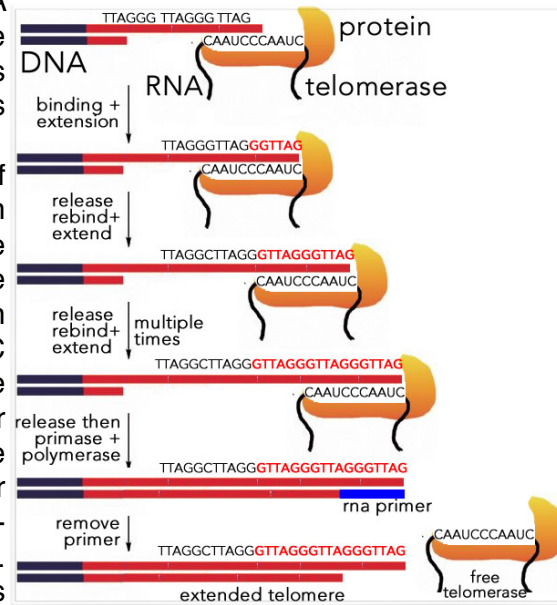 TTAGGG TTAGGG TTAG
protein
CAAUCCCAAUC
DNA
RNA
telomerase
binding +
extension
TTAGGGTTAGGGTTAG
CAAUCCCAAUC
release
rebind+
extend
TTAGGCTTAGGGTTAGGGTTAG
CAAUCCCAAUC
release
rebind+
extend
multiple
times
TTAGGCTTAGGGTTAGGGTTAGGGTTAG
CAAUCCCAAUC
release then
primase +
polymerase
TTAGGCTTAGGGTTAGGGTTAGGGTTAG
rna primer
remove
primer
TTAGGCTTAGGGTTAGGGTTAGGGTTAG
CAAUCCCAAUC
free
telomerase
extended telomere